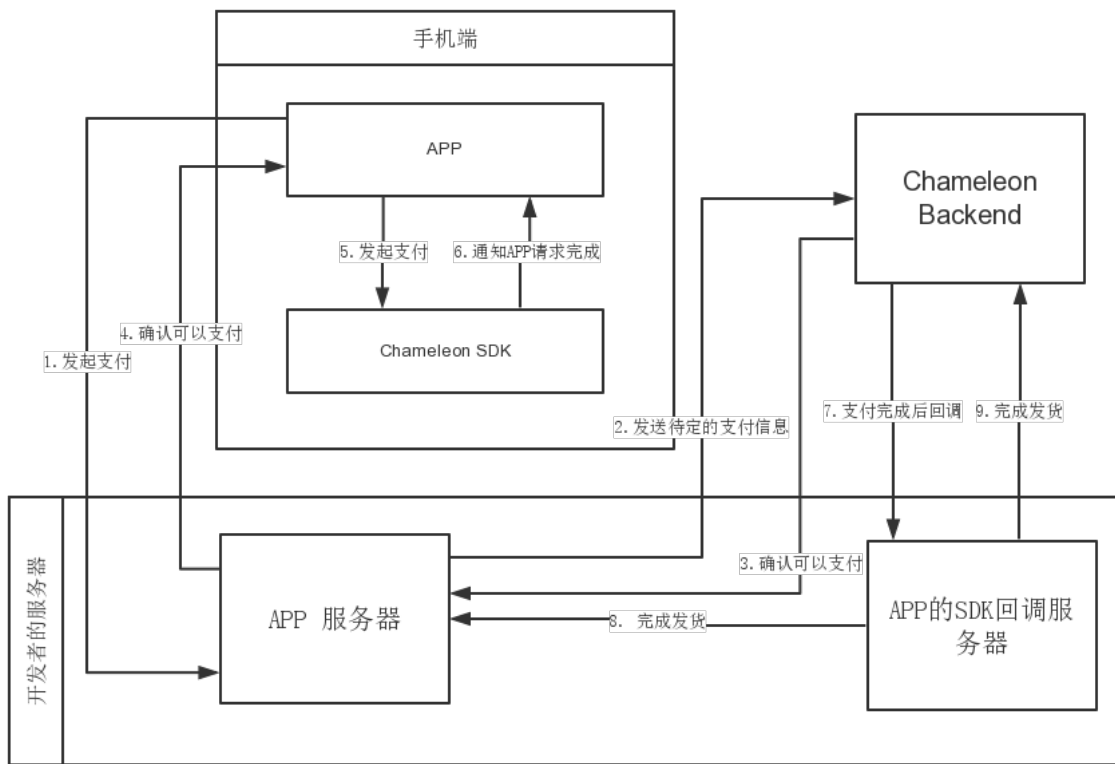 手机端
APP
Chameleon
Backend
5.发起支付
6.通知APP请求完成
4.确认可以支付
Chameleon SDK
1.发起支付
7.支付完成后回调
9.完成发货
2.发送待定的支付信息
开发者的服务器
3.确认可以支付
APP 服务器
APP的SDK回调服
务器
8. 完成发货